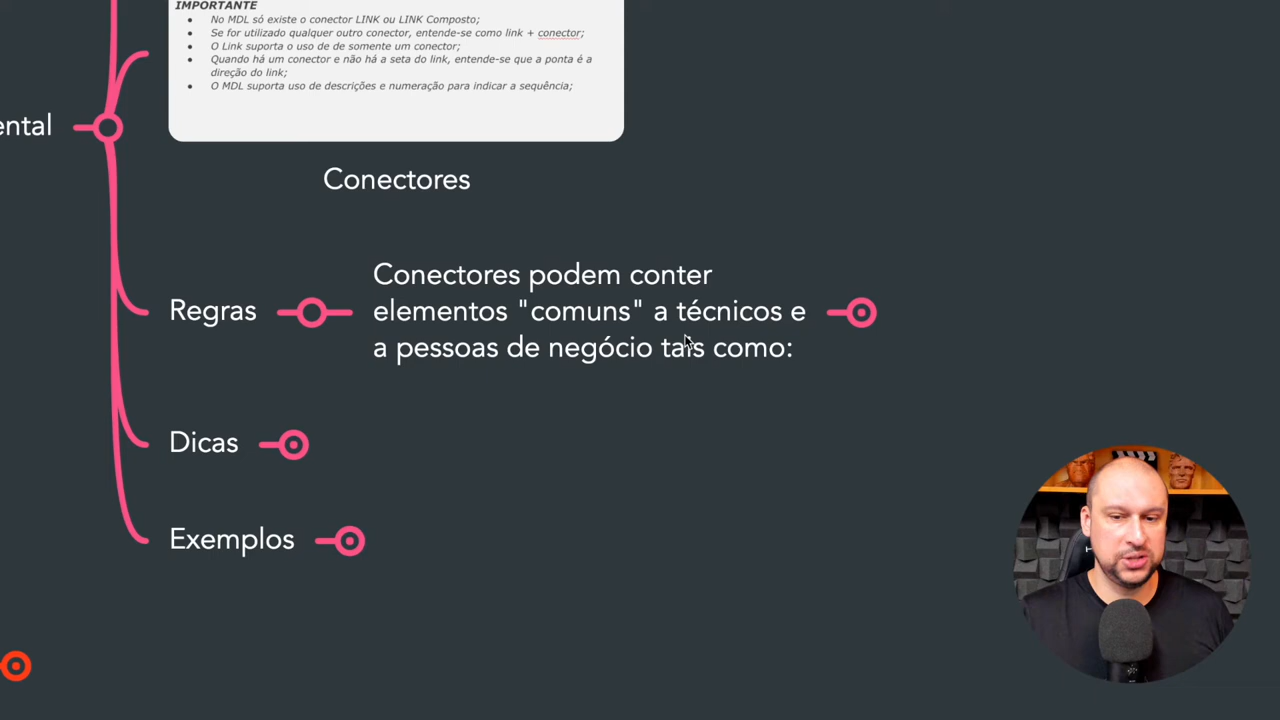 IMPORTANTE
• No MDL só existe o conector LINK ou LINK Composto;
• Se for utilizado qualquer outro conector, entende-se como link + conector;
• O Link suporta o uso de de somente um conector;
• Quando há um conector e não há a seta do link, entende-se que a ponta é a
direção do link;
• O MDL suporta uso de descrições e numeração para indicar a sequência;
ental
Conectores
Regras
Conectores podem conter
elementos "comuns" a técnicos e
a pessoas de negócio tais como:
Dicas
Exemplos